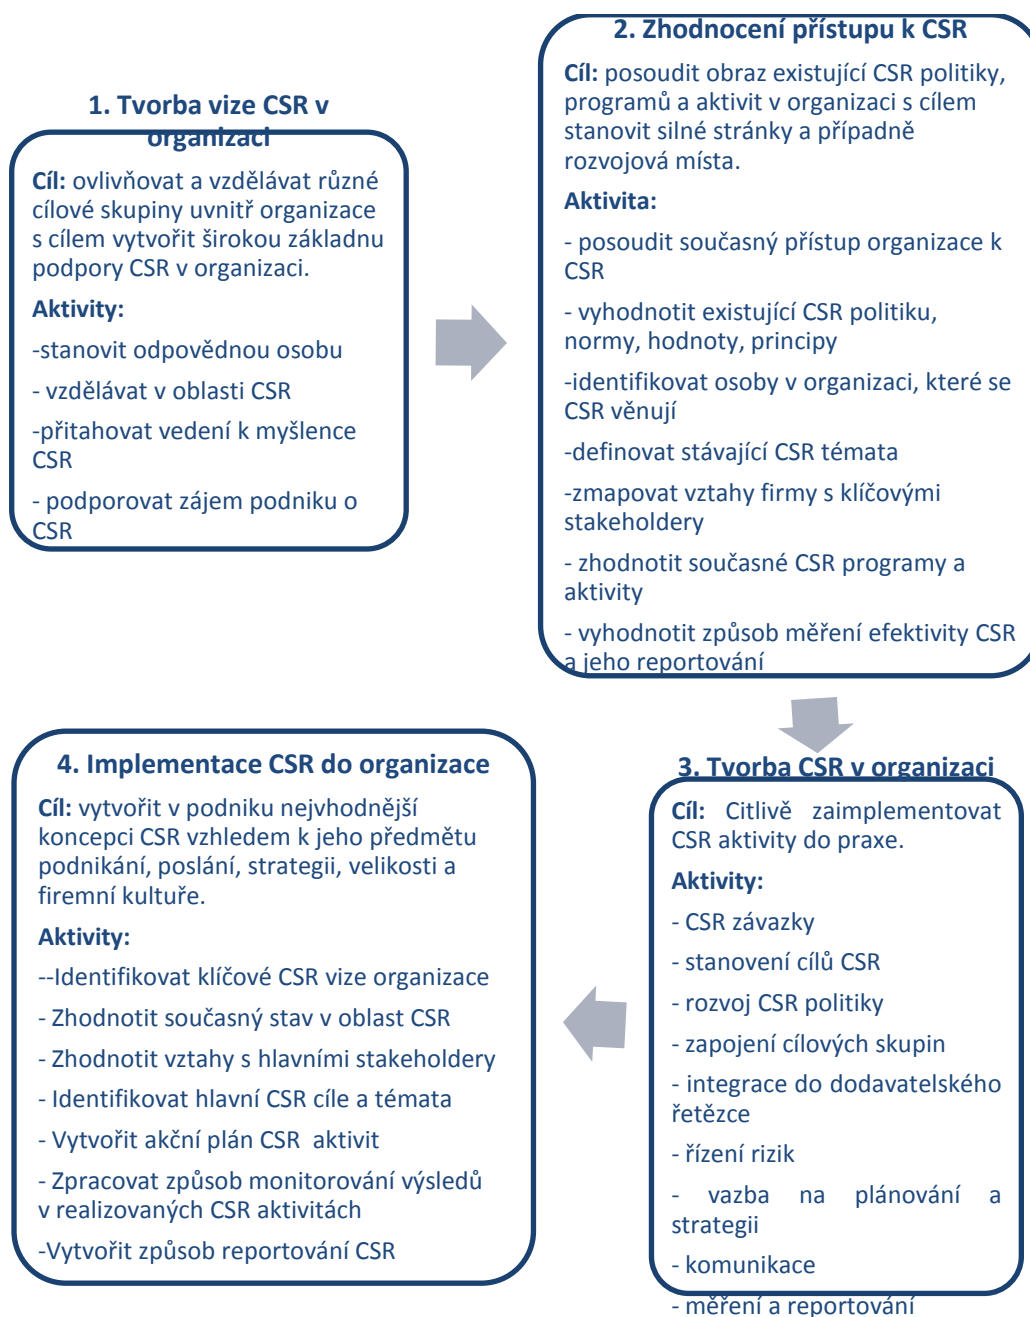 1. Tvorba vize CSR v
organizaci
Cíl: ovlivňovat a vzdělávat různé
cílové skupiny uvnitř organizace
s cílem vytvořit širokou základnu
podpory CSR v organizaci.
Aktivity:
-stanovit odpovědnou osobu
- vzdělávat v oblasti CSR
-přitahovat vedení k myšlence
CSR
- podporovat zájem podniku o
CSR
2. Zhodnocení přístupu k CSR
Cíl: posoudit obraz existující CSR politiky,
programů a aktivit v organizaci s cílem
stanovit silné stránky a případně
rozvojová místa.
Aktivita:
- posoudit současný přístup organizace k
CSR
- vyhodnotit existující CSR politiku,
normy, hodnoty, principy
-identifikovat osoby v organizaci, které se
CSR věnují
-definovat stávající CSR témata
-zmapovat vztahy firmy s klíčovými
stakeholdery
- zhodnotit současné CSR programy a
aktivity
- vyhodnotit způsob měření efektivity CSR
a jeho reportování
3. Tvorba CSR v organizaci
Cíl: Citlivě zaimplementovat
CSR aktivity do praxe.
Aktivity:
- CSR závazky
- stanovení cílů CSR
- rozvoj CSR politiky
- zapojení cílových skupin
- integrace do dodavatelského
řetězce
- řízení rizik
- vazba na plánování a
strategii
- komunikace
- měření a reportování
4. Implementace CSR do organizace
Cíl: vytvořit v podniku nejvhodnější
koncepci CSR vzhledem k jeho předmětu
podnikání, poslání, strategii, velikosti a
firemní kultuře.
Aktivity:
--Identifikovat klíčové CSR vize organizace
- Zhodnotit současný stav v oblast CSR
- Zhodnotit vztahy s hlavními stakeholdery
- Identifikovat hlavní CSR cíle a témata
- Vytvořit akční plán CSR  aktivit
- Zpracovat způsob monitorování výsledů
v realizovaných CSR aktivitách
-Vytvořit způsob reportování CSR